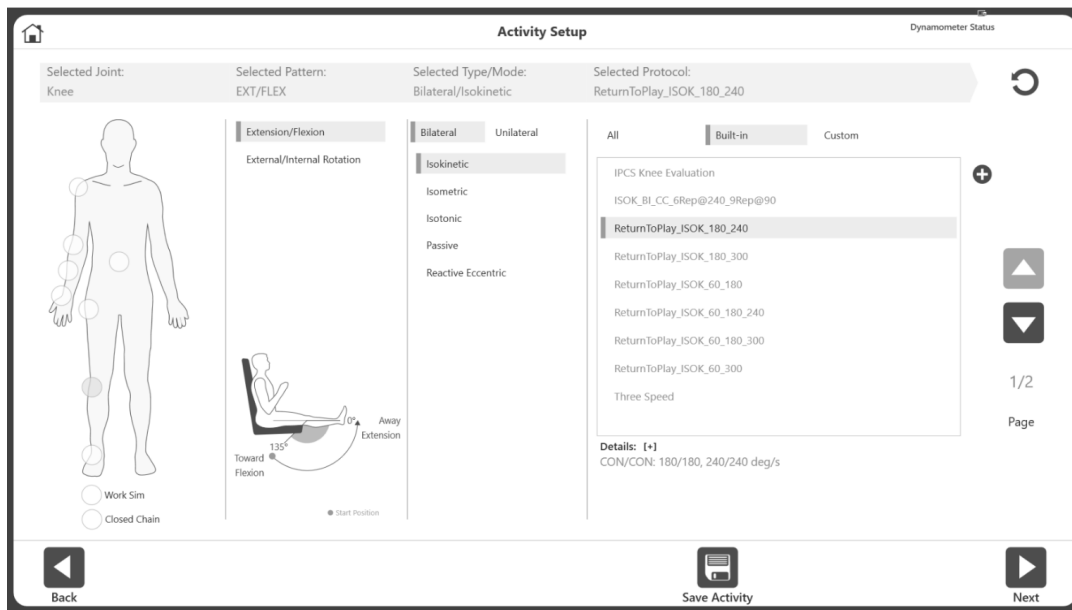 Activity Setup
Dynamometer Status
Selected Joint:
Knee
Selected Pattern:
EXT/FLEX
Selected Type/Mode:
Bilateral/Isokinetic
Selected Protocol:
ReturnToPlay_ISOK_180_240
Extension/Flexion
External/Internal Rotation
0°
Away
Extension
135°
Toward
Flexion
Start Position
Bilateral
Unilateral
Isokinetic
Isometric
Isotonic
Passive
Reactive Eccentric
All
Built-in
Custom
IPCS Knee Evaluation
ISOK_BI_CC_6Rep@240_9Rep@90
ReturnToPlay_ISOK_180_240
ReturnToPlay_ISOK_180_300
ReturnToPlay_ISOK_60_180
ReturnToPlay_ISOK_60_180_240
ReturnToPlay_ISOK_60_180_300
ReturnToPlay_ISOK_60_300
Three Speed
Details: [+]
CON/CON: 180/180, 240/240 deg/s
1/2
Page
Work Sim
Closed Chain
Back
Save Activity
Next